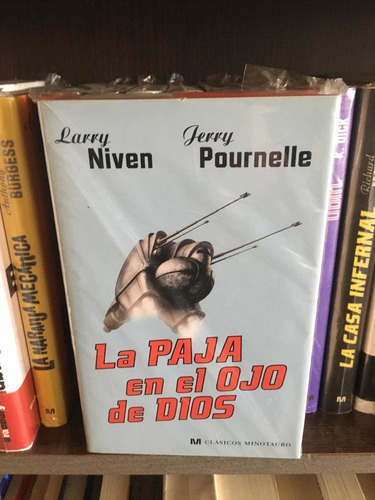 Larry Niven
Jerry Pournelle
La PAJA
en el OJO
de DIOS
M CLÁSICOS MINOTAURO
Anthony
BURGESS
LA NARANJA MECÁNICA
M
K. DICK
Richard
LA CASA INFERNAL
M